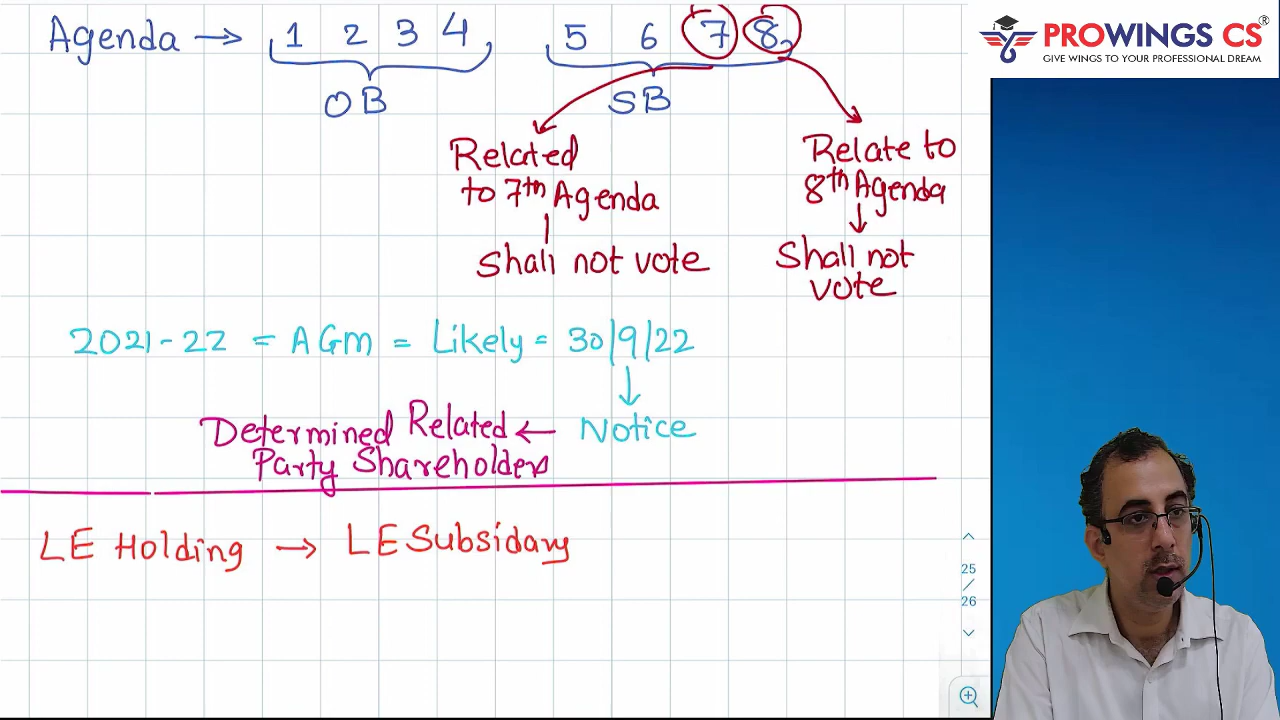 Agenda → 1 2 3 4 5 6 7 8
OB SB
Related to 7th Agenda
Shall not vote
Relate to 8th Agenda
↓
Shall not vote
2021-22 = AGM = Likely = 30/9/22
↓
Notice
Determined Related ←
Party Shareholders
LE Holding → LE Subsidary
PROWINGS CS®
GIVE WINGS TO YOUR PROFESSIONAL DREAM
25
/
26